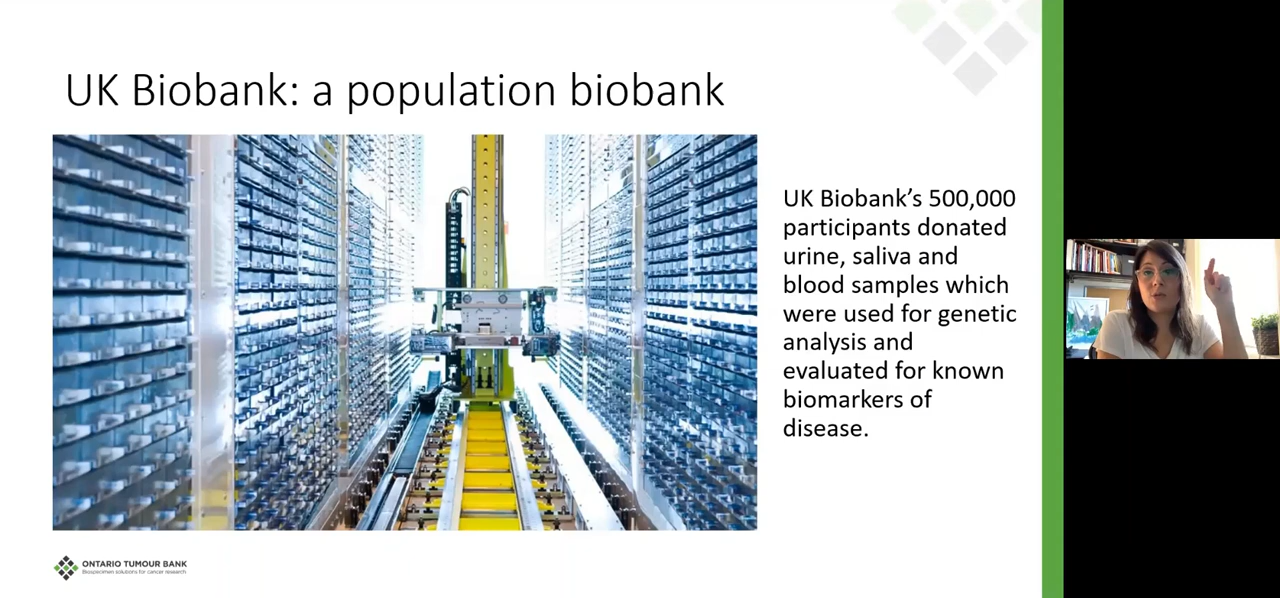 UK Biobank: a population biobank
UK Biobank’s 500,000
participants donated
urine, saliva and
blood samples which
were used for genetic
analysis and
evaluated for known
biomarkers of
disease.
ONTARIO TUMOUR BANK
Biospecimen solutions for cancer research